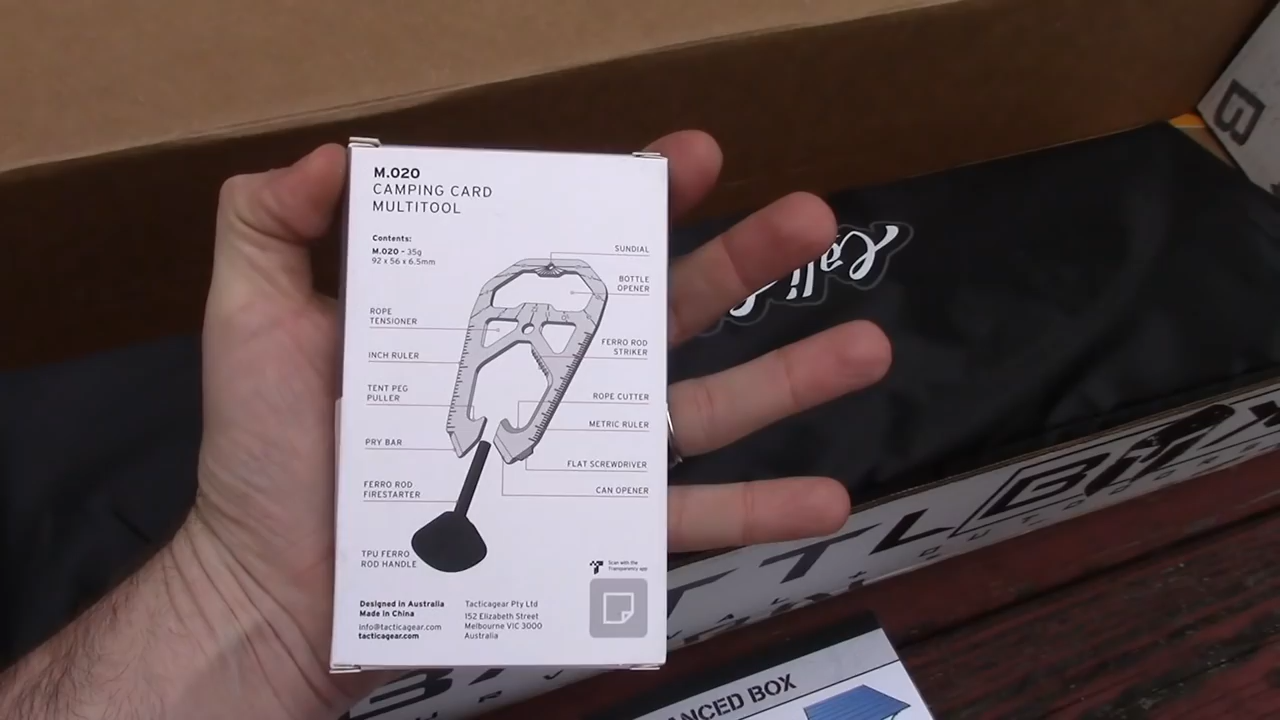 M.020
CAMPING CARD
MULTITOOL
Contents:
M.020 - 35g
92 x 56 x 6.5mm
SUNDIAL
BOTTLE
OPENER
ROPE
TENSIONER
FERRO ROD
STRIKER
INCH RULER
TENT PEG
PULLER
ROPE CUTTER
METRIC RULER
PRY BAR
FLAT SCREWDRIVER
FERRO ROD
FIRESTARTER
CAN OPENER
TPU FERRO
ROD HANDLE
Scan with the
Transparency app
Designed in Australia
Made in China
info@tacticagear.com
tacticagear.com
Tacticagear Pty Ltd
152 Elizabeth Street
Melbourne VIC 3000
Australia
ANCED BOX